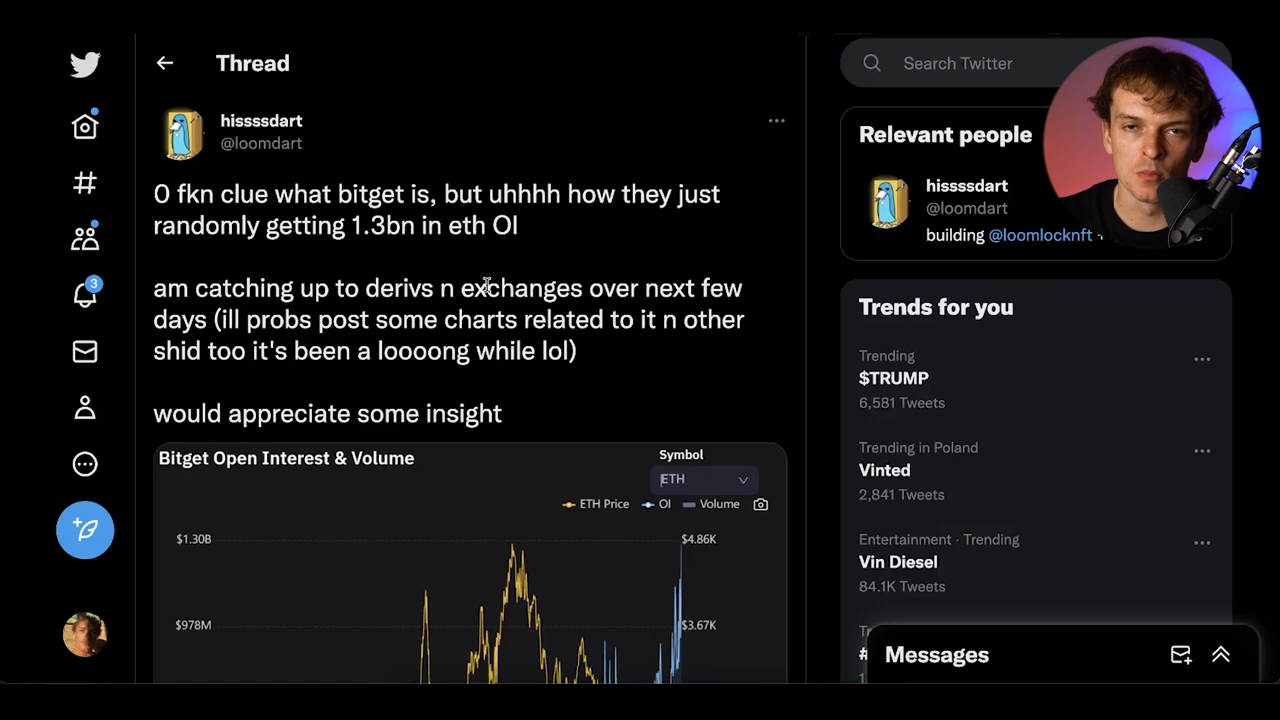 Thread
Search Twitter
hissssdart
@loomdart
O fkn clue what bitget is, but uhhhh how they just
randomly getting 1.3bn in eth OI
am catching up to derivs n exchanges over next few
days (ill probs post some charts related to it n other
shid too it's been a loooong while lol)
would appreciate some insight
Bitget Open Interest & Volume
Symbol
ETH
ETH Price
OI
Volume
$1.30B
$4.86K
$978M
$3.67K
3
Relevant people
hissssdart
@loomdart
building @loomlocknft
Trends for you
Trending
$TRUMP
6,581 Tweets
Trending in Poland
Vinted
2,841 Tweets
Entertainment · Trending
Vin Diesel
84.1K Tweets
Messages